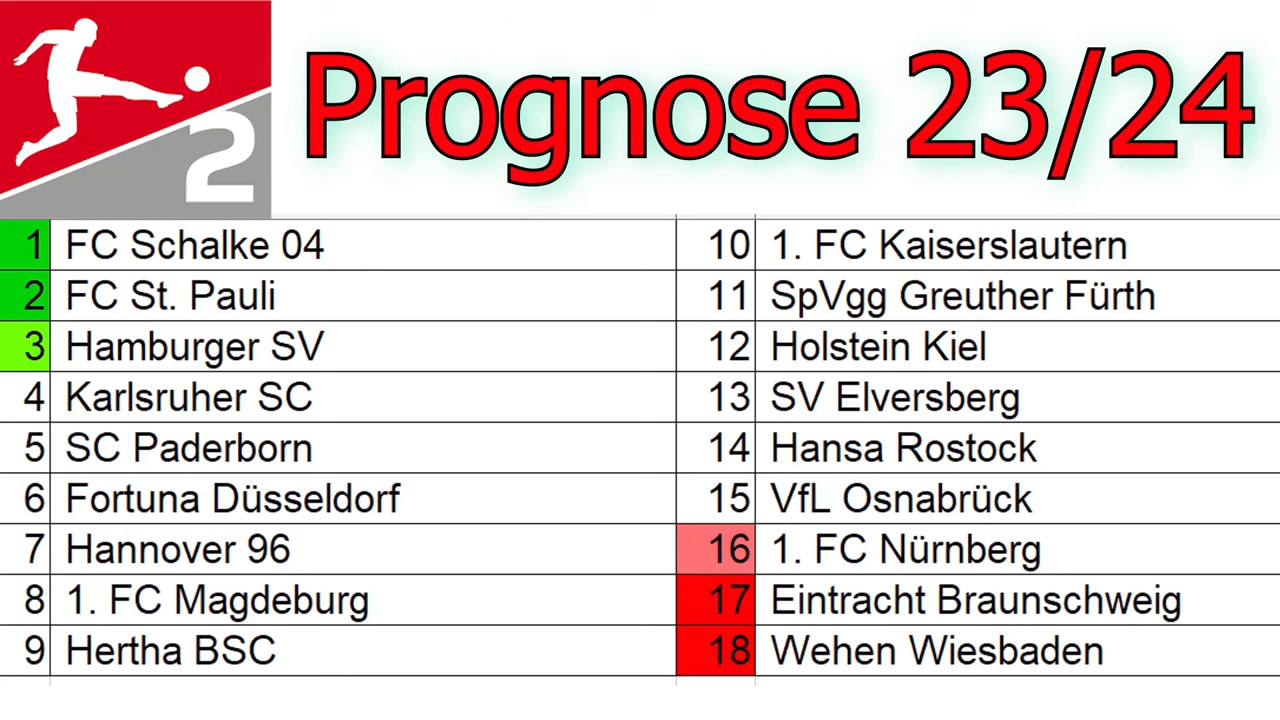 2
Prognose 23/24
1 FC Schalke 04
2 FC St. Pauli
3 Hamburger SV
4 Karlsruher SC
5 SC Paderborn
6 Fortuna Düsseldorf
7 Hannover 96
8 1. FC Magdeburg
9 Hertha BSC
10 1. FC Kaiserslautern
11 SpVgg Greuther Fürth
12 Holstein Kiel
13 SV Elversberg
14 Hansa Rostock
15 VfL Osnabrück
16 1. FC Nürnberg
17 Eintracht Braunschweig
18 Wehen Wiesbaden